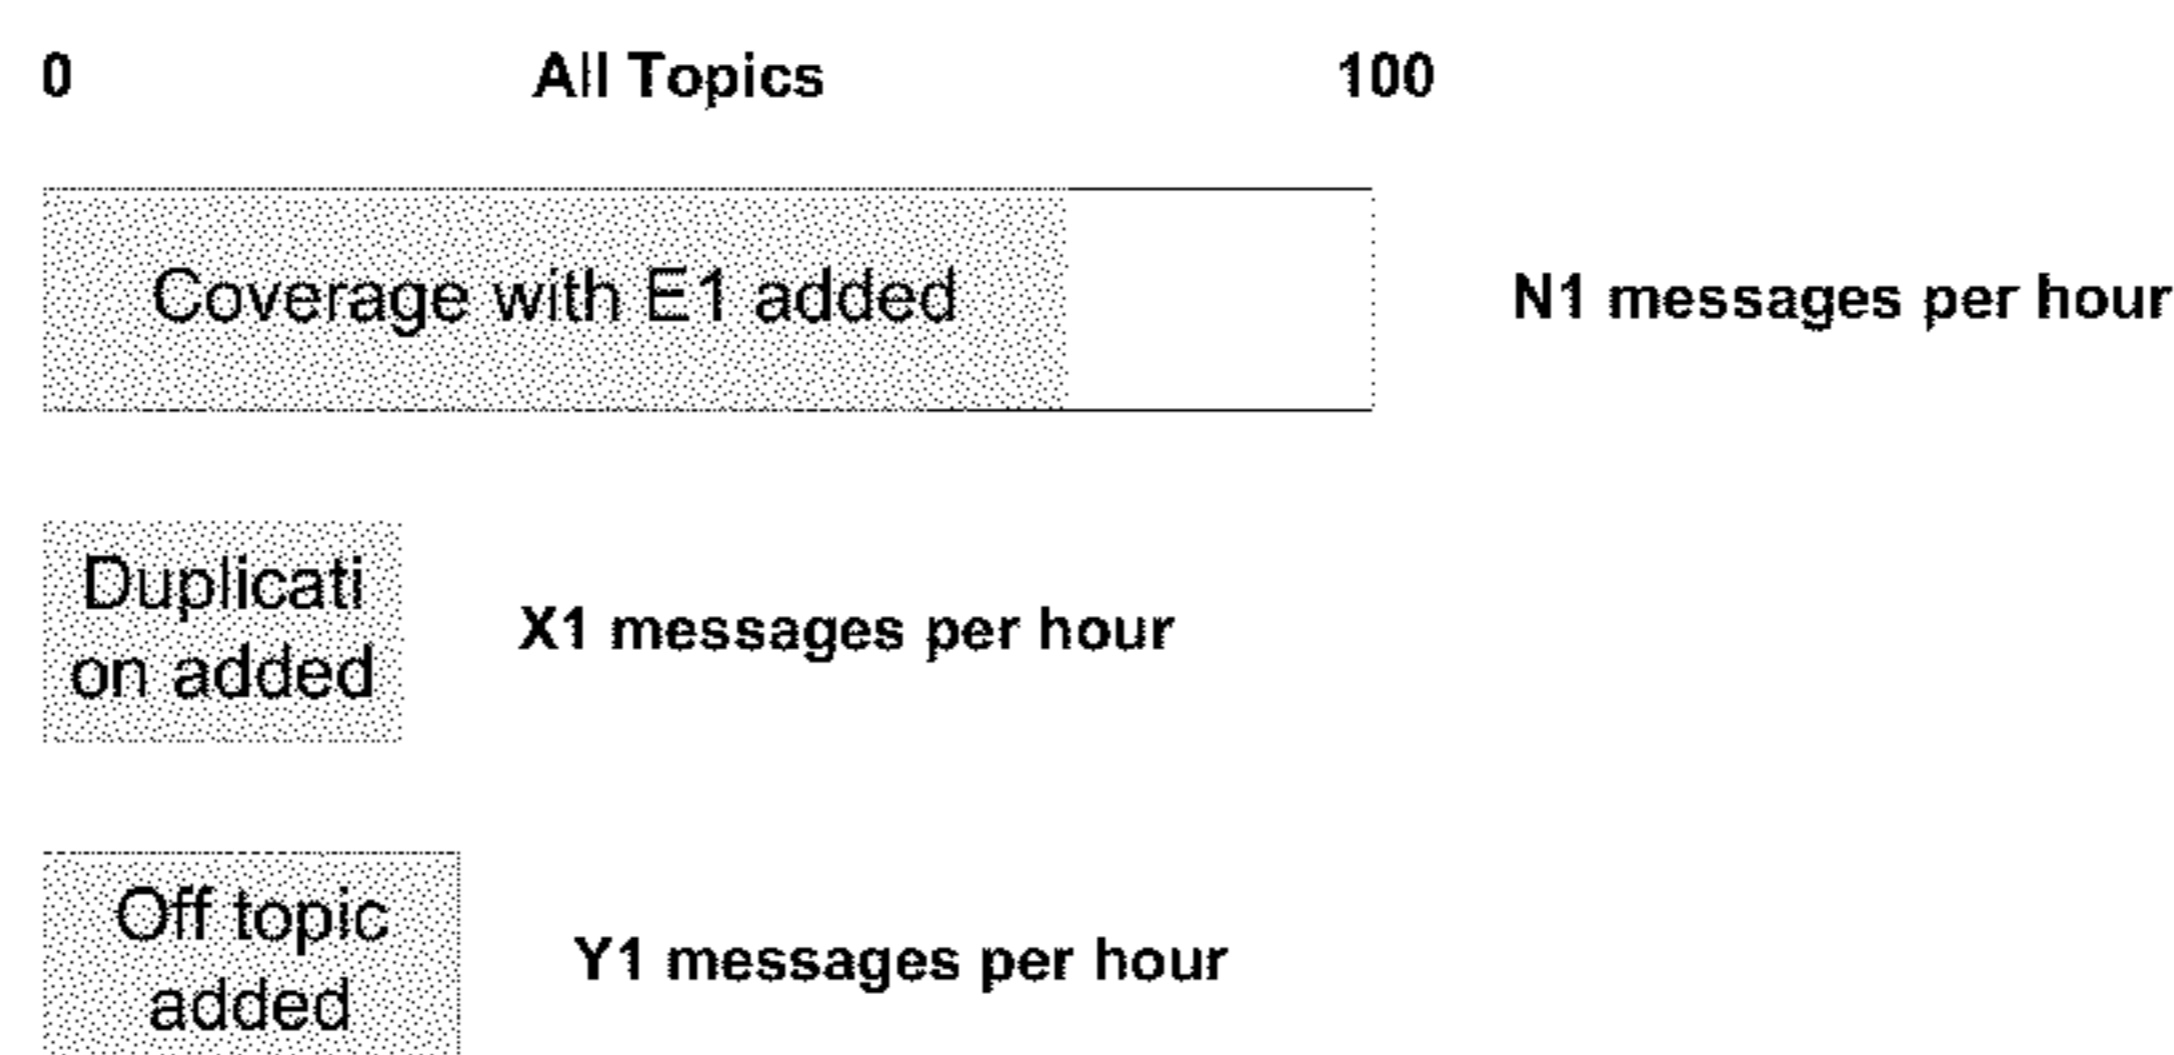 0 All Topics 100
Coverage with E1 added
N1 messages per hour
Duplicati
on added
X1 messages per hour
Off topic
added
Y1 messages per hour